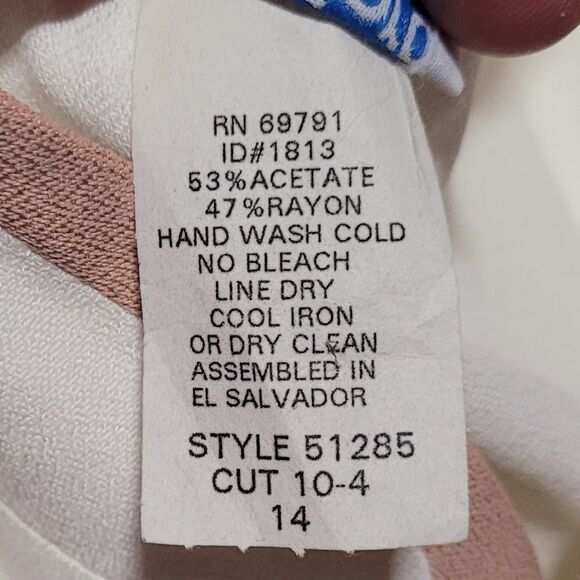 RN 69791
ID#1813
53%ACETATE
47%RAYON
HAND WASH COLD
NO BLEACH
LINE DRY
COOL IRON
OR DRY CLEAN
ASSEMBLED IN
EL SALVADOR
STYLE 51285
CUT 10-4
14